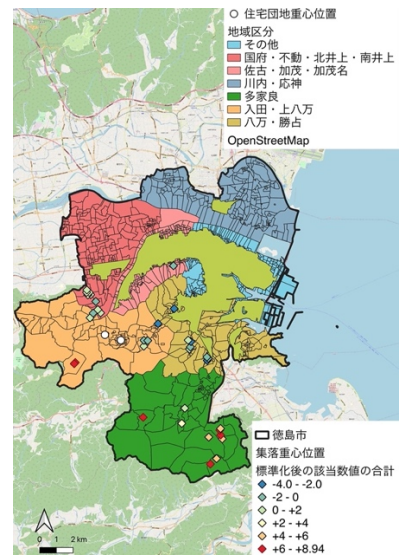 住宅団地重心位置
地域区分
その他
国府・不動・北井上・南井上
佐古・加茂・加茂名
川内・応神
多家良
入田・上八万
八万・勝占
OpenStreetMap
徳島市
集落重心位置
標準化後の該当数値の合計
-4.0 - -2.0
-2 - 0
0 - +2
+2 - +4
+4 - +6
+6 - +8.94
0 1 2 km